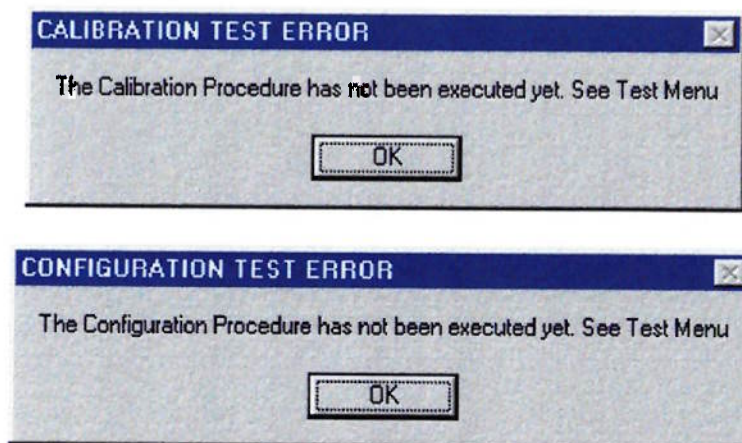 CALIBRATION TEST ERROR
The Calibration Procedure has not been executed yet. See Test Menu
OK
CONFIGURATION TEST ERROR
The Configuration Procedure has not been executed yet. See Test Menu
OK